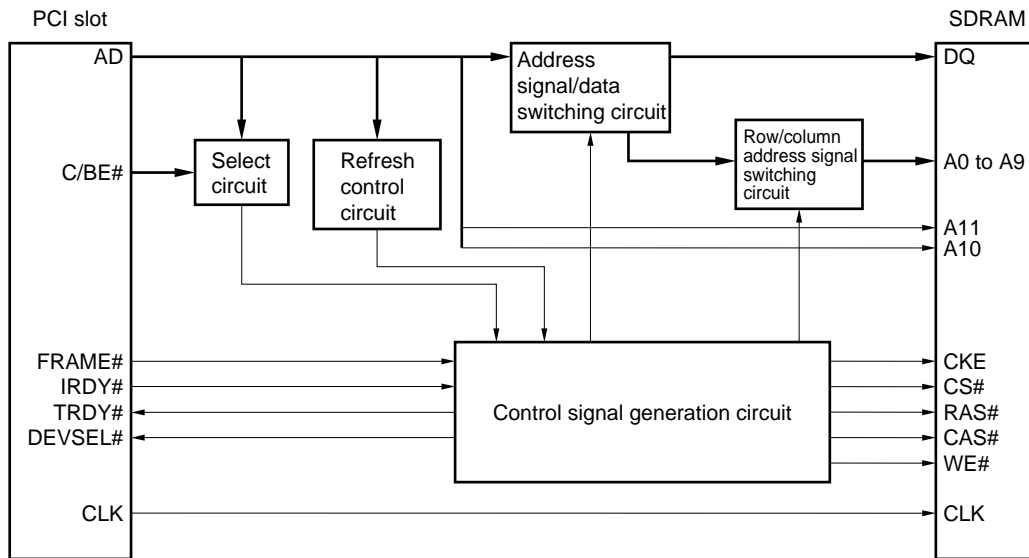 PCI slot
SDRAM
AD
Address
signal/data
switching circuit
DQ
C/BE#
Select
circuit
Refresh
control
circuit
Row/column
address signal
switching
circuit
A0 to A9
A11
A10
FRAME#
IRDY#
TRDY#
DEVSEL#
Control signal generation circuit
CKE
CS#
RAS#
CAS#
WE#
CLK
CLK